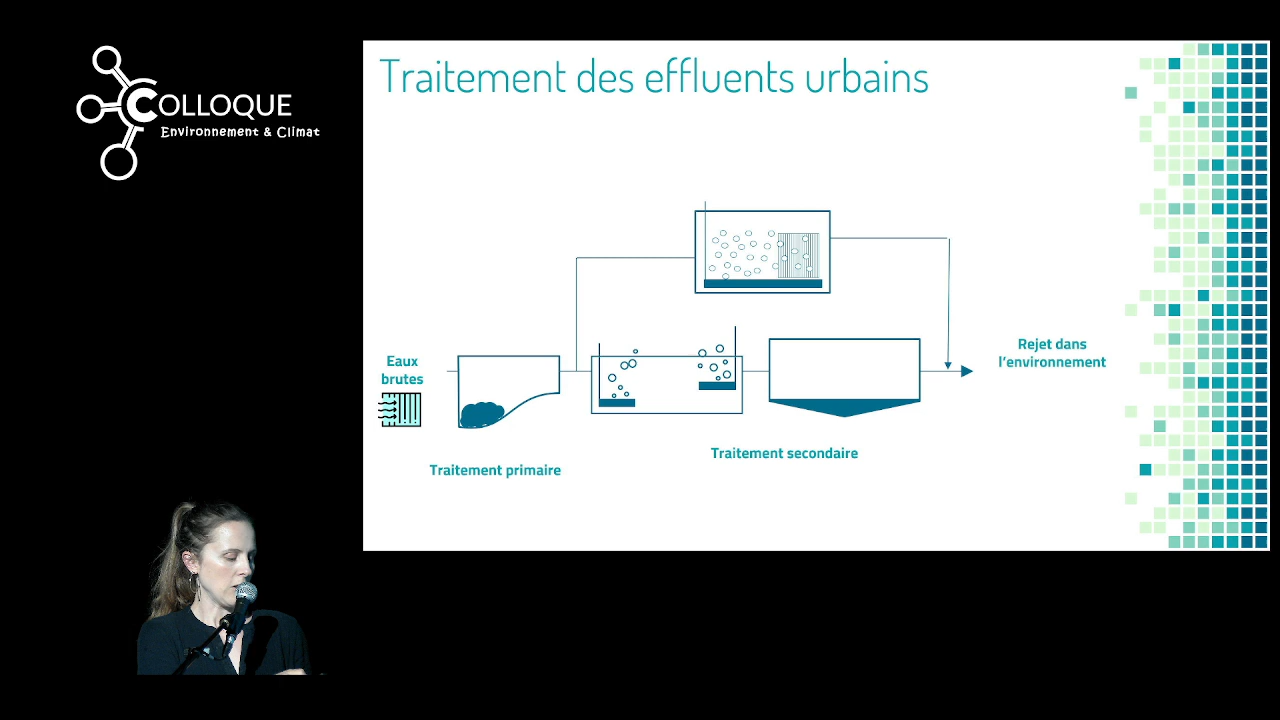 COLLOQUE
Environnement & Climat
Traitement des effluents urbains
Eaux
brutes
Rejet dans
l'environnement
Traitement secondaire
Traitement primaire